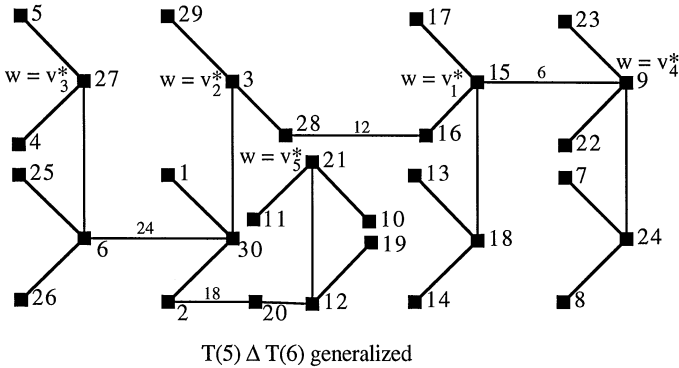 5 29 17 23
w = v*3 27 w = v*2 3 w = v*1 15 6 9 w = v*4
4 28 12 16 22
25 1 w = v*5 21 13 7
11 10
6 24 30 19 18 24
26 2 18 20 12 14 8
T(5) Δ T(6) generalized